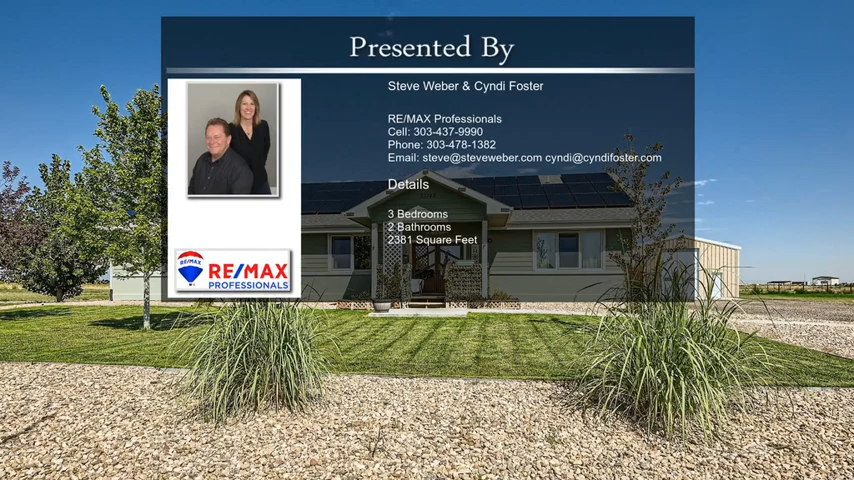 Presented By
Steve Weber & Cyndi Foster
RE/MAX Professionals
Cell: 303-437-9990
Phone: 303-478-1382
Email: steve@steveweber.com cyndi@cyndifoster.com
Details
3 Bedrooms
2 Bathrooms
2381 Square Feet
RE/MAX
RE/MAX
PROFESSIONALS